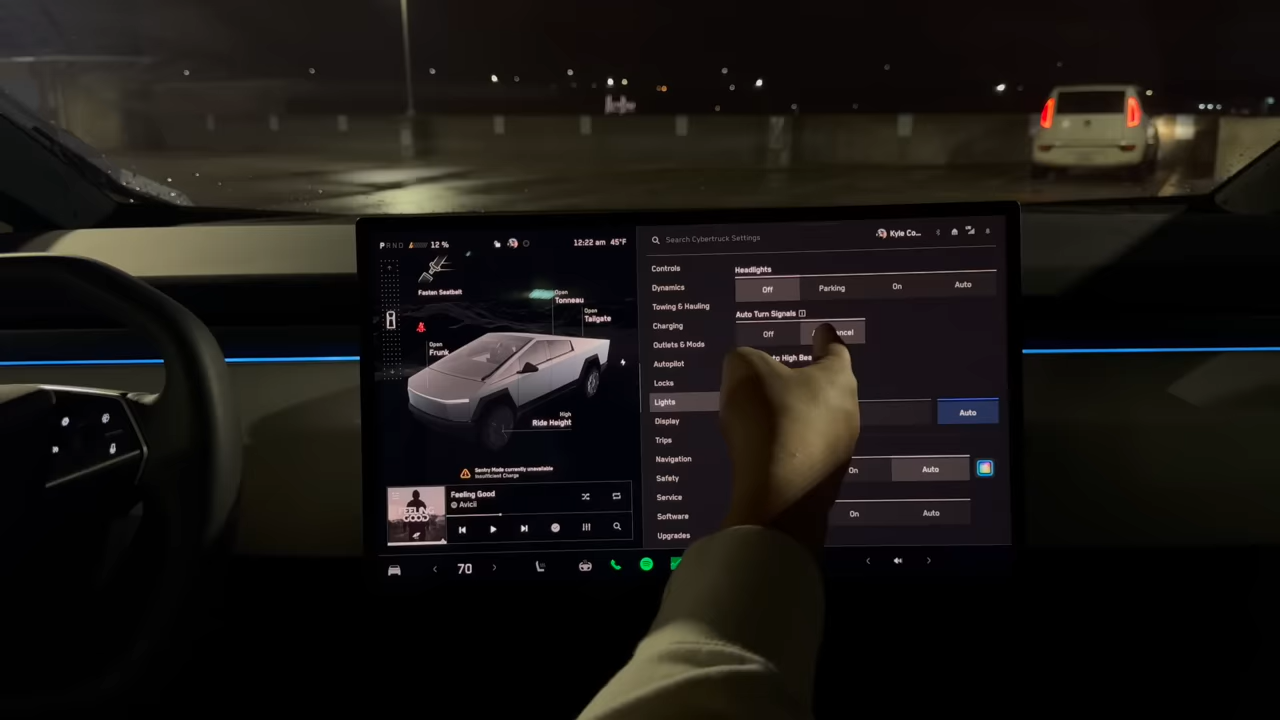 PRND 12 %
12:22 am 45°F
Fasten Seatbelt
Open
Tonneau
Open
Tailgate
Open
Frunk
High
Ride Height
Sentry Mode currently unavailable
Insufficient Charge
FEELING
GOOD
Feeling Good
Avicii
70
Search Cybertruck Settings
Kyle Co...
Controls
Dynamics
Towing & Hauling
Charging
Outlets & Mods
Autopilot
Locks
Lights
Display
Trips
Navigation
Safety
Service
Software
Upgrades
Headlights
Off Parking On Auto
Auto Turn Signals
Off
Auto
On Auto
On Auto